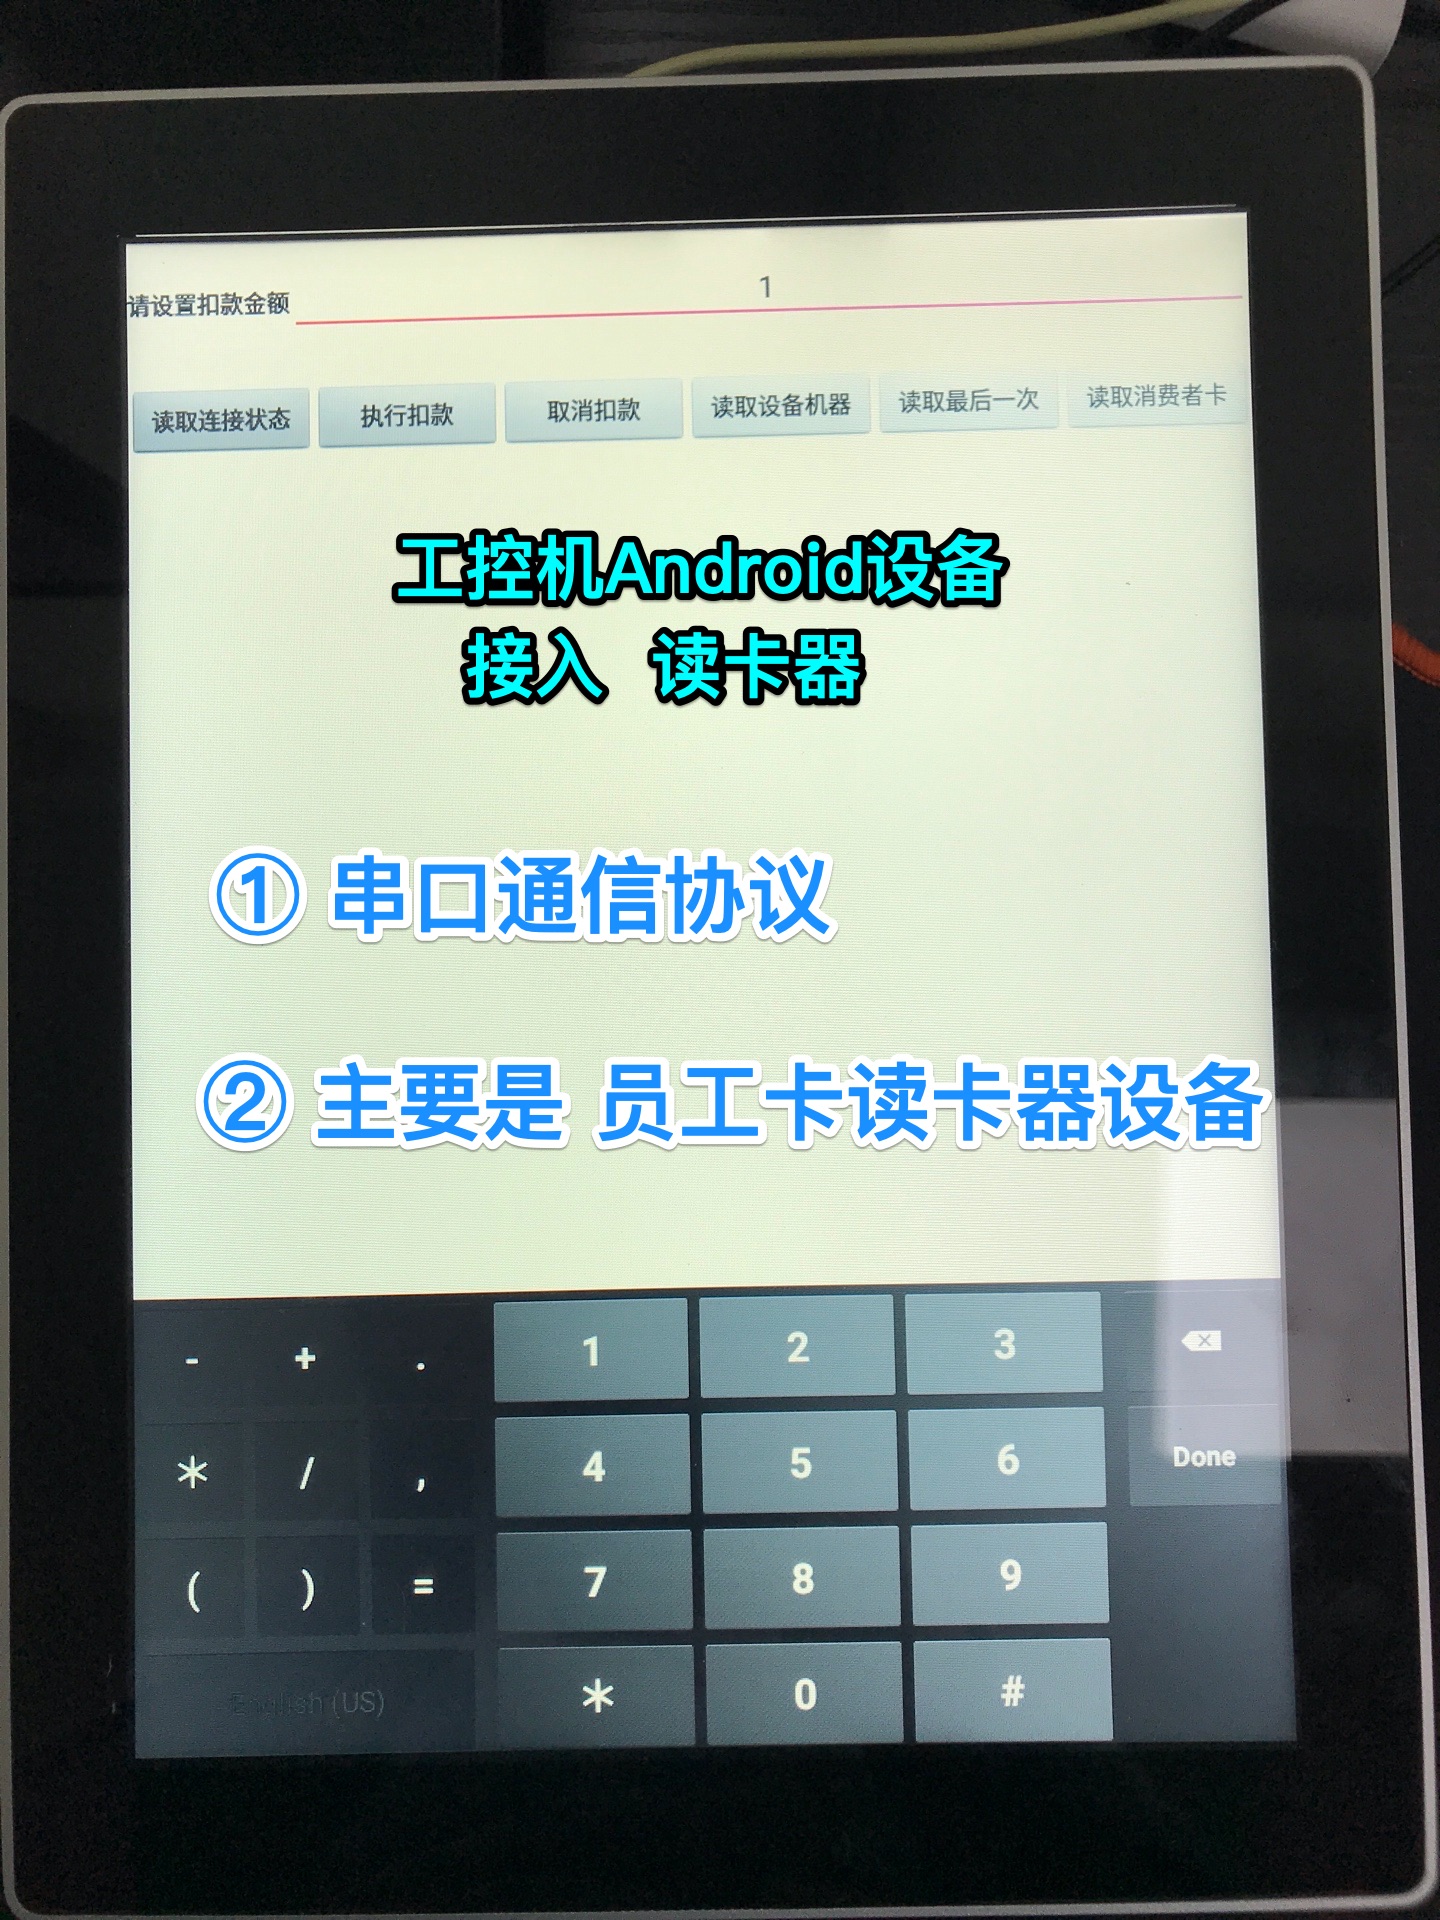 请设置扣款金额 1
读取连接状态 执行扣款 取消扣款 读取设备机器 读取最后一次 读取消费者卡
工控机Android设备
接入 读卡器
① 串口通信协议
② 主要是 员工卡读卡器设备
- + . 1 2 3
* / , 4 5 6 Done
( ) = 7 8 9
English (US) * 0 #